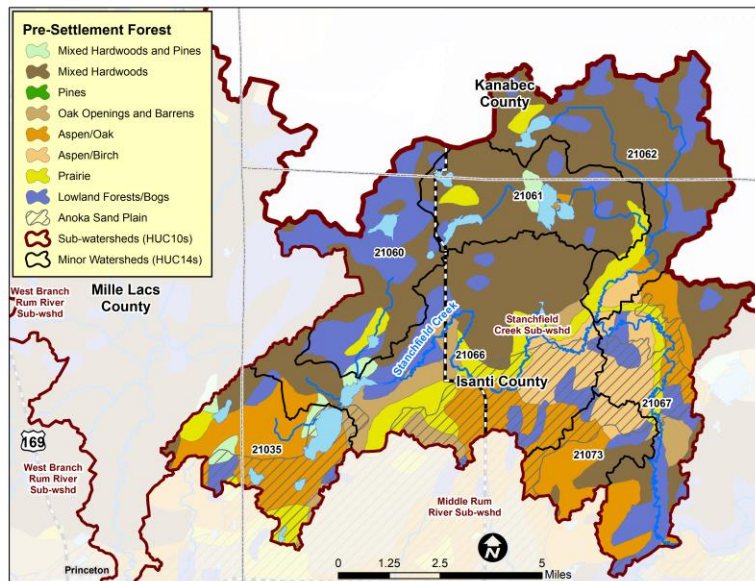 Pre-Settlement Forest
Mixed Hardwoods and Pines
Mixed Hardwoods
Pines
Oak Openings and Barrens
Aspen/Oak
Aspen/Birch
Prairie
Lowland Forests/Bogs
Anoka Sand Plain
Sub-watersheds (HUC10s)
Minor Watersheds (HUC14s)
Kanabec
County
21062
21061
21060
West Branch
Rum River
Sub-wshd
Mille Lacs
County
Stanchfield Creek
Stanchfield
Creek Sub-wshd
21066
Isanti County
21067
169
21035
21073
West Branch
Rum River
Sub-wshd
Middle Rum
River Sub-wshd
N
Princeton
0 1.25 2.5 5
Miles